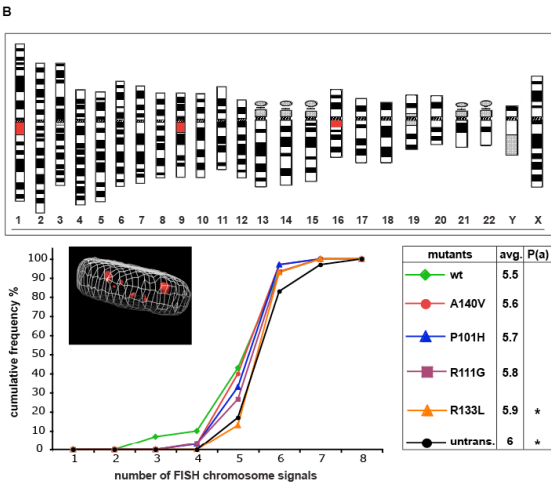 B
1 2 3 4 5 6 7 8 9 10 11 12 13 14 15 16 17 18 19 20 21 22 Y X
cumulative frequency %
100
90
80
70
60
50
40
30
20
10
0
1 2 3 4 5 6 7 8
number of FISH chromosome signals
mutants avg. P(a)
wt 5.5
A140V 5.6
P101H 5.7
R111G 5.8
R133L 5.9 *
untrans. 6 *